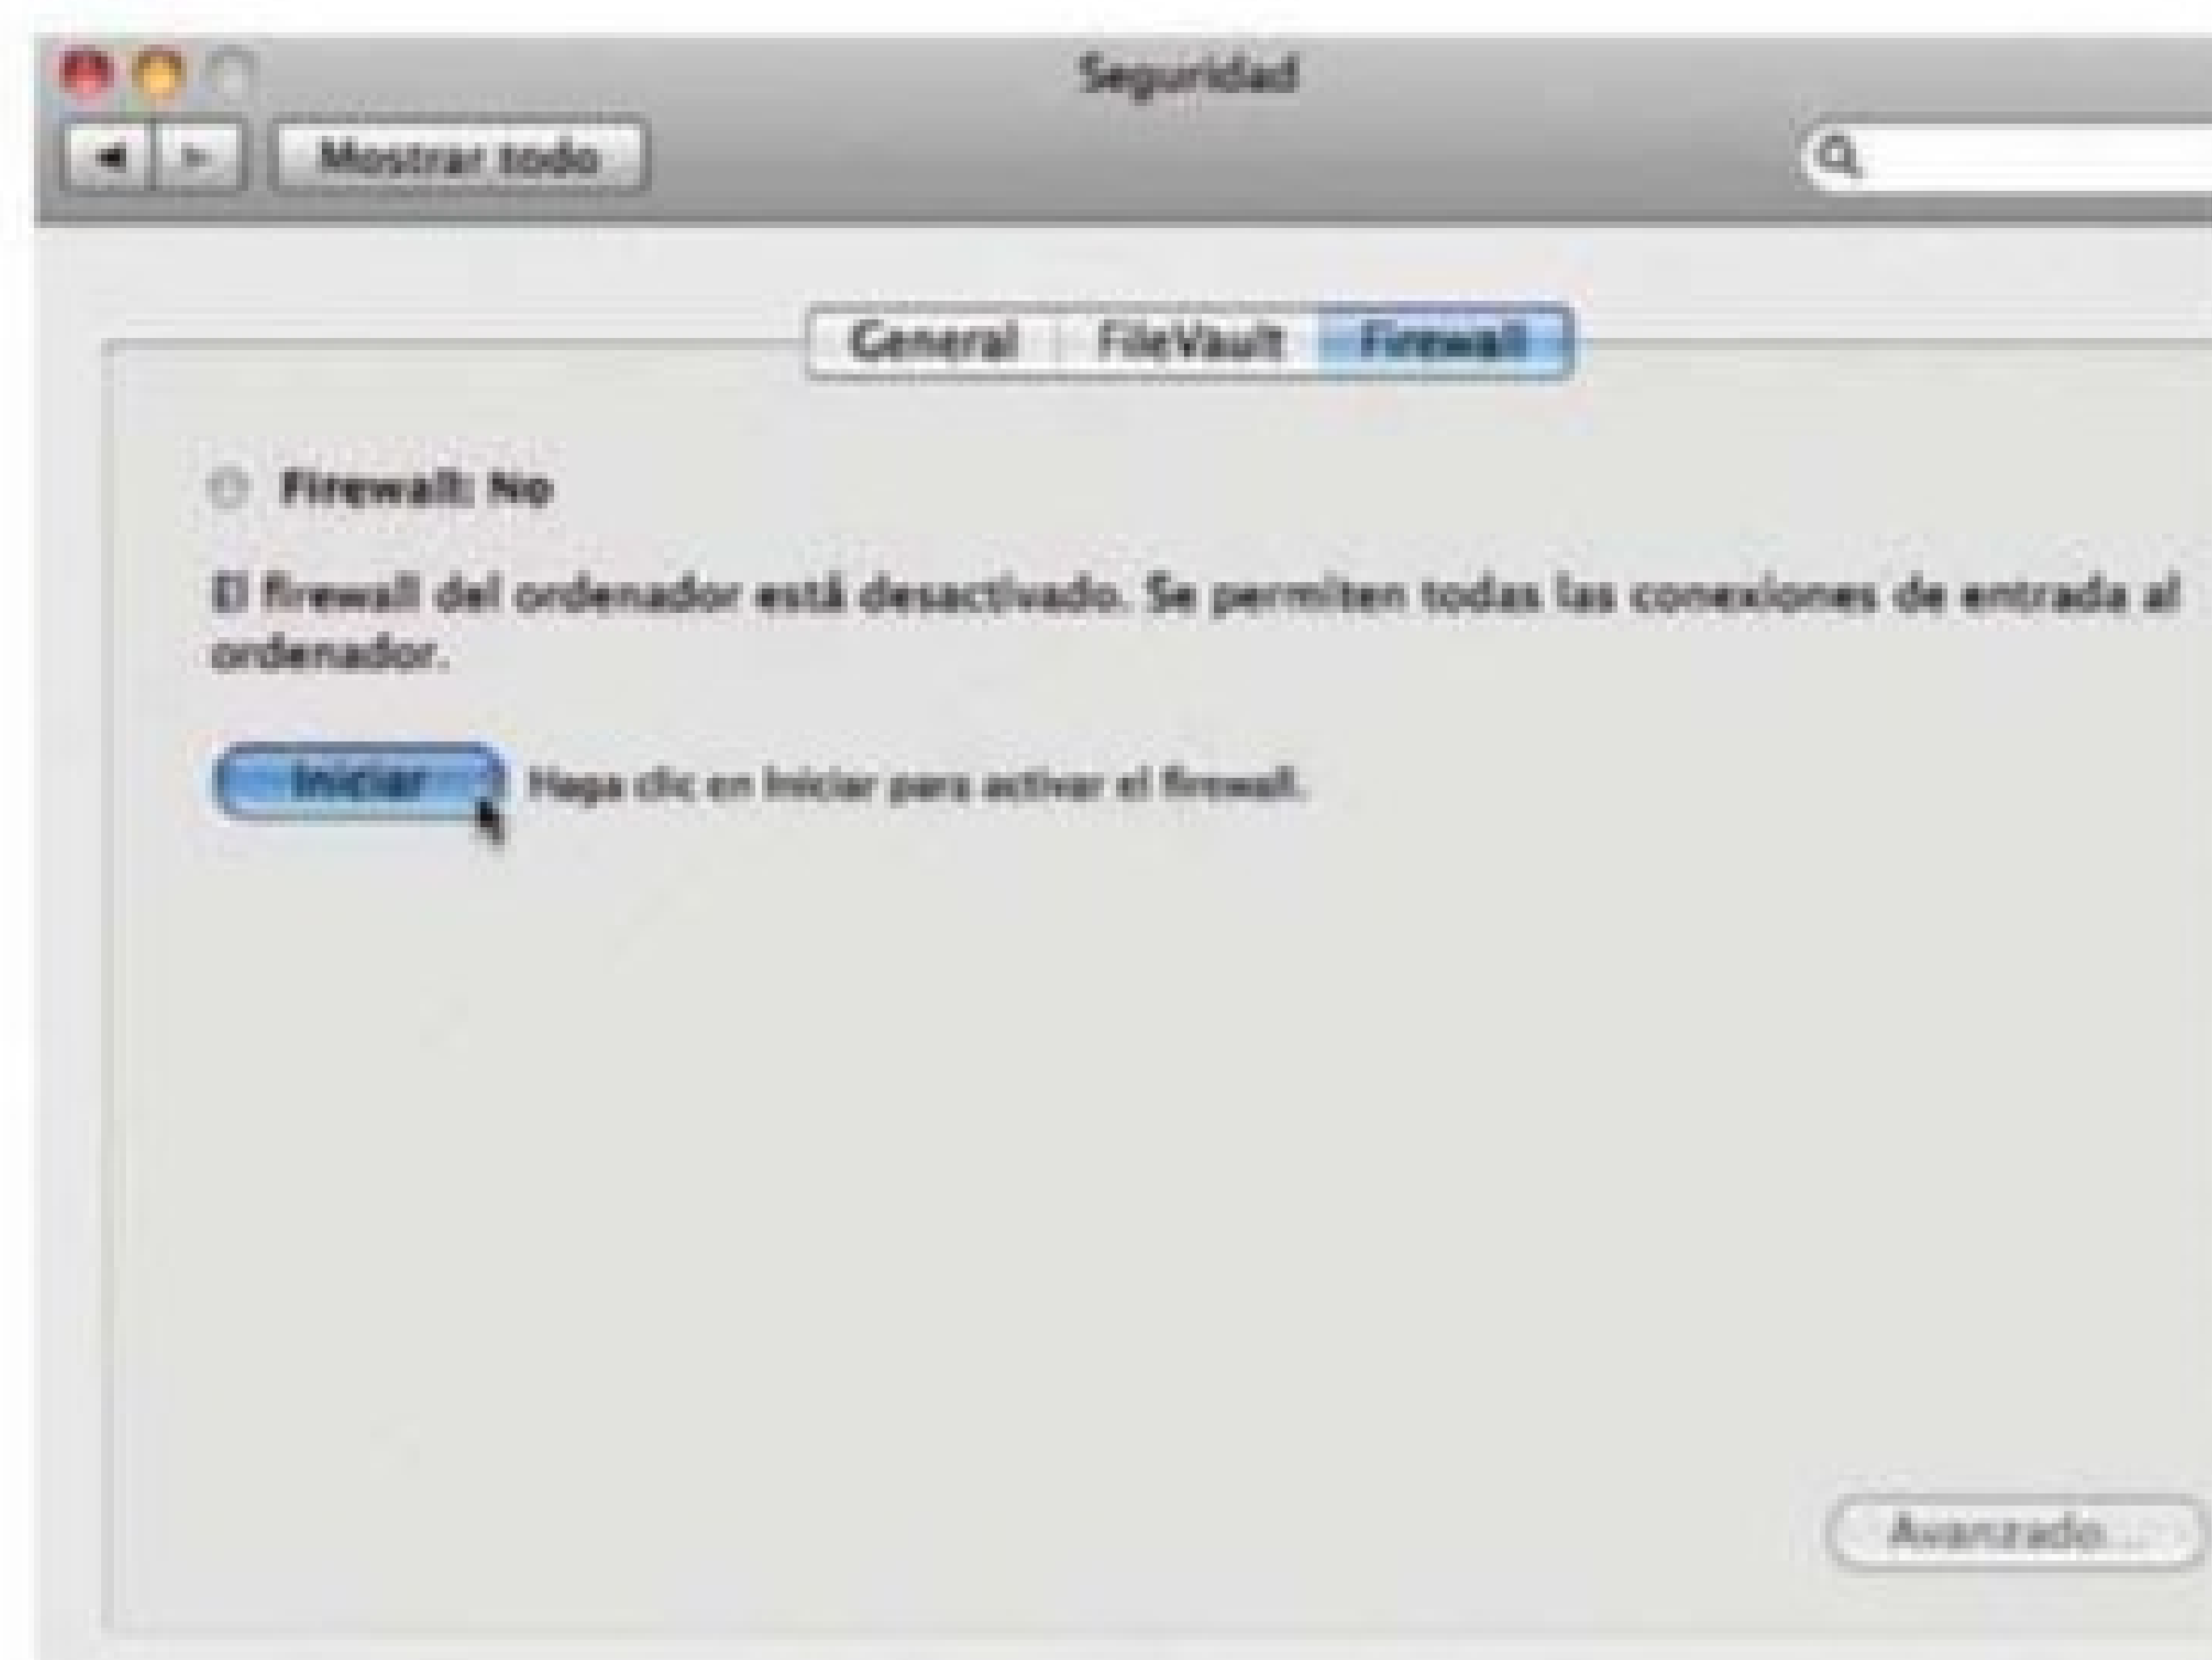 Seguridad
Mostrar todo
General FileVault Firewall
Firewall: No
El firewall del ordenador está desactivado. Se permiten todas las conexiones de entrada al
ordenador.
Iniciar Haga clic en Iniciar para activar el firewall.
Avanzado...